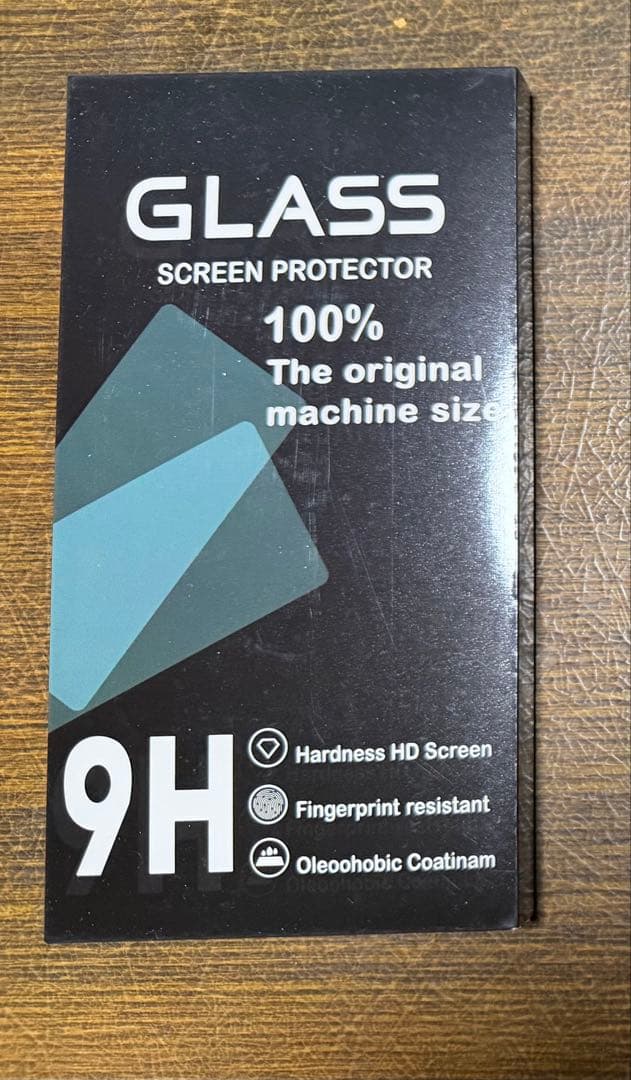 GLASS
SCREEN PROTECTOR
100%
The original
machine size
9H
Hardness HD Screen
Fingerprint resistant
Oleoohobic Coatinam